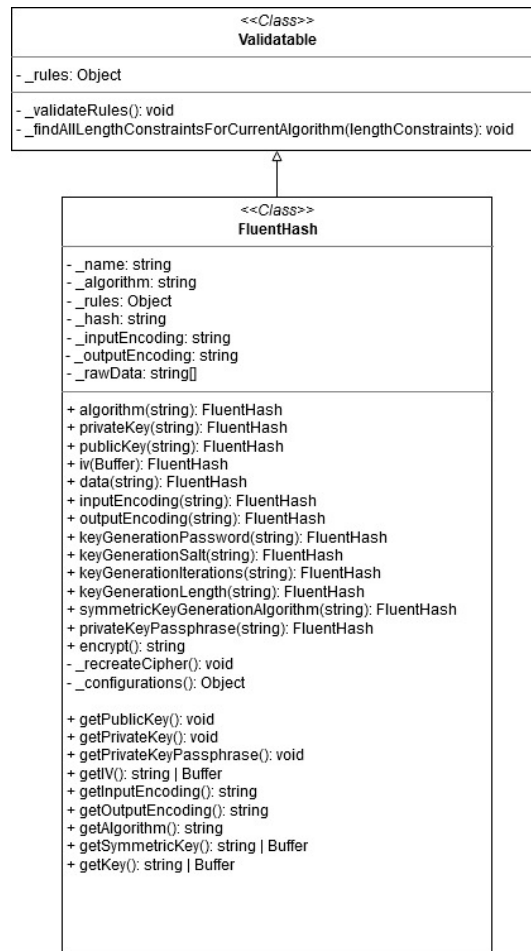 <<Class>>
Validatable
- _rules: Object
- _validateRules(): void
- _findAllLengthConstraintsForCurrentAlgorithm(lengthConstraints): void
<<Class>>
FluentHash
- _name: string
- _algorithm: string
- _rules: Object
- _hash: string
- _inputEncoding: string
- _outputEncoding: string
- _rawData: string[]
+ algorithm(string): FluentHash
+ privateKey(string): FluentHash
+ publicKey(string): FluentHash
+ iv(Buffer): FluentHash
+ data(string): FluentHash
+ inputEncoding(string): FluentHash
+ outputEncoding(string): FluentHash
+ keyGenerationPassword(string): FluentHash
+ keyGenerationSalt(string): FluentHash
+ keyGenerationIterations(string): FluentHash
+ keyGenerationLength(string): FluentHash
+ symmetricKeyGenerationAlgorithm(string): FluentHash
+ privateKeyPassphrase(string): FluentHash
+ encrypt(): string
- _recreateCipher(): void
- _configurations(): Object
+ getPublicKey(): void
+ getPrivateKey(): void
+ getPrivateKeyPassphrase(): void
+ getIV(): string | Buffer
+ getInputEncoding(): string
+ getOutputEncoding(): string
+ getAlgorithm(): string
+ getSymmetricKey(): string | Buffer
+ getKey(): string | Buffer